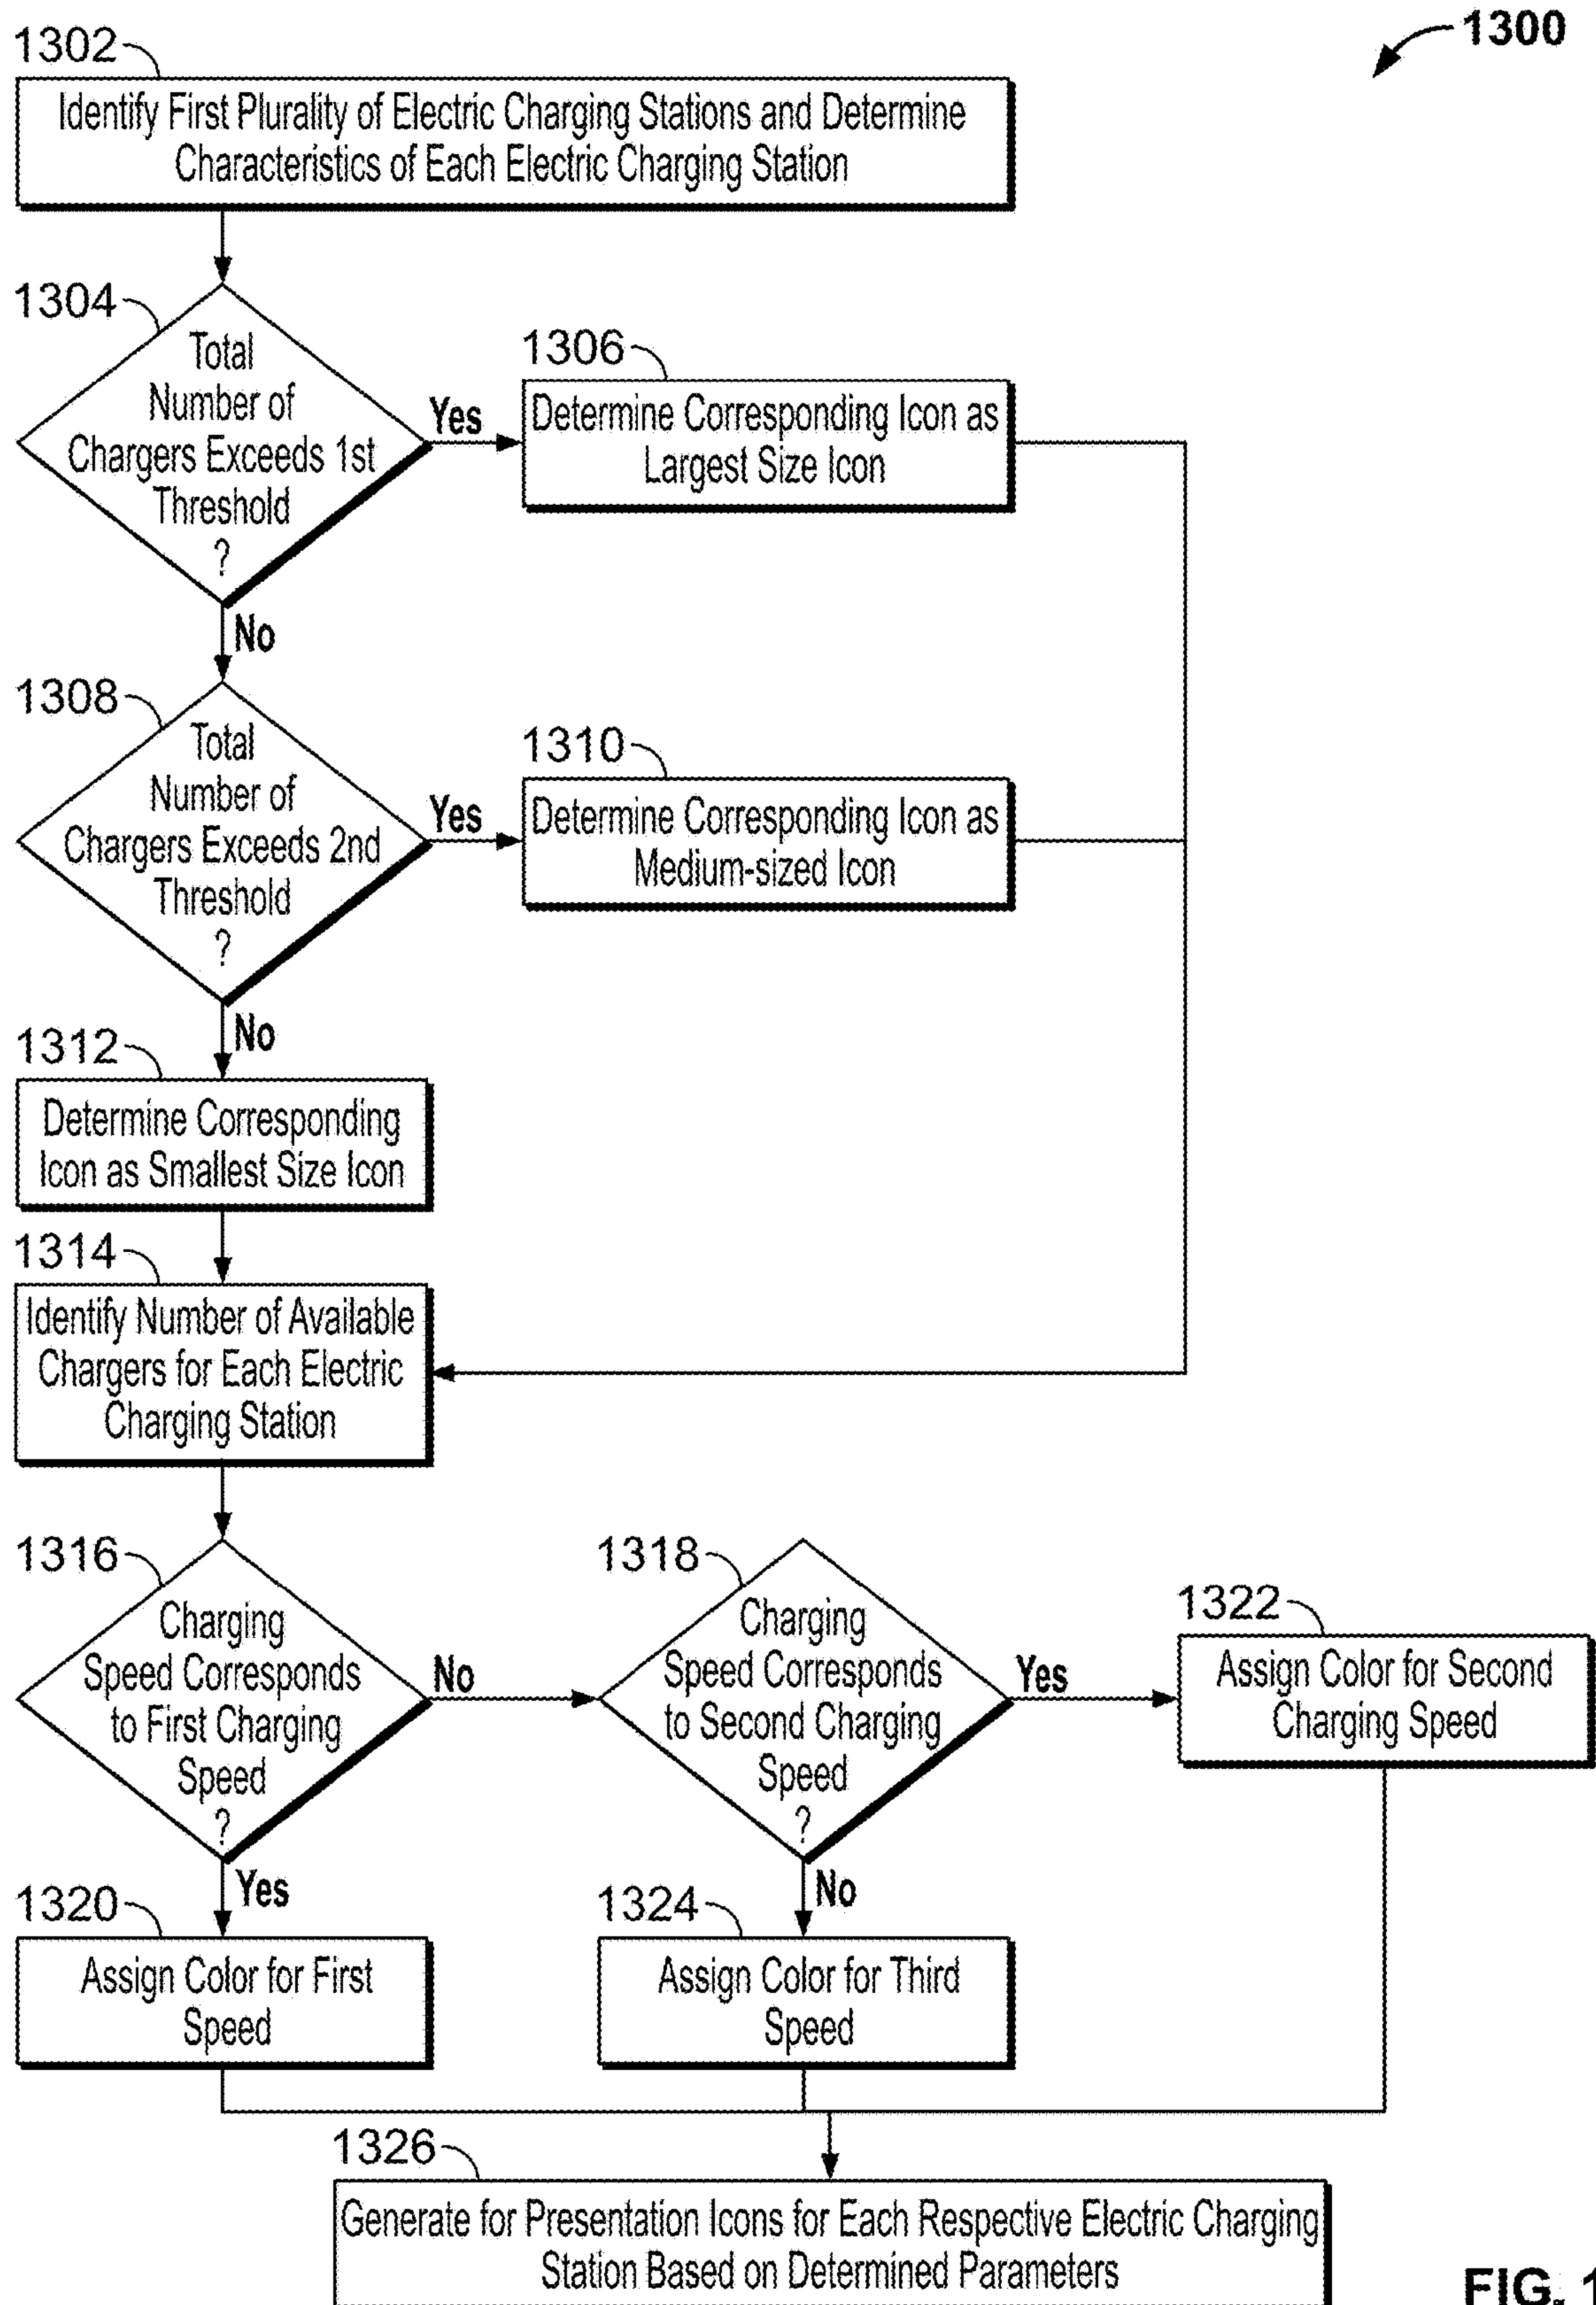 1300
1302
Identify First Plurality of Electric Charging Stations and Determine
Characteristics of Each Electric Charging Station
1304
Total
Number of
Chargers Exceeds 1st
Threshold
?
Yes
1306
Determine Corresponding Icon as
Largest Size Icon
No
1308
Total
Number of
Chargers Exceeds 2nd
Threshold
?
Yes
1310
Determine Corresponding Icon as
Medium-sized Icon
No
1312
Determine Corresponding
Icon as Smallest Size Icon
1314
Identify Number of Available
Chargers for Each Electric
Charging Station
1316
Charging
Speed Corresponds
to First Charging
Speed
?
No
1318
Charging
Speed Corresponds
to Second Charging
Speed
?
Yes
1322
Assign Color for Second
Charging Speed
Yes
1320
Assign Color for First
Speed
No
1324
Assign Color for Third
Speed
1326
Generate for Presentation Icons for Each Respective Electric Charging
Station Based on Determined Parameters
FIG. 1